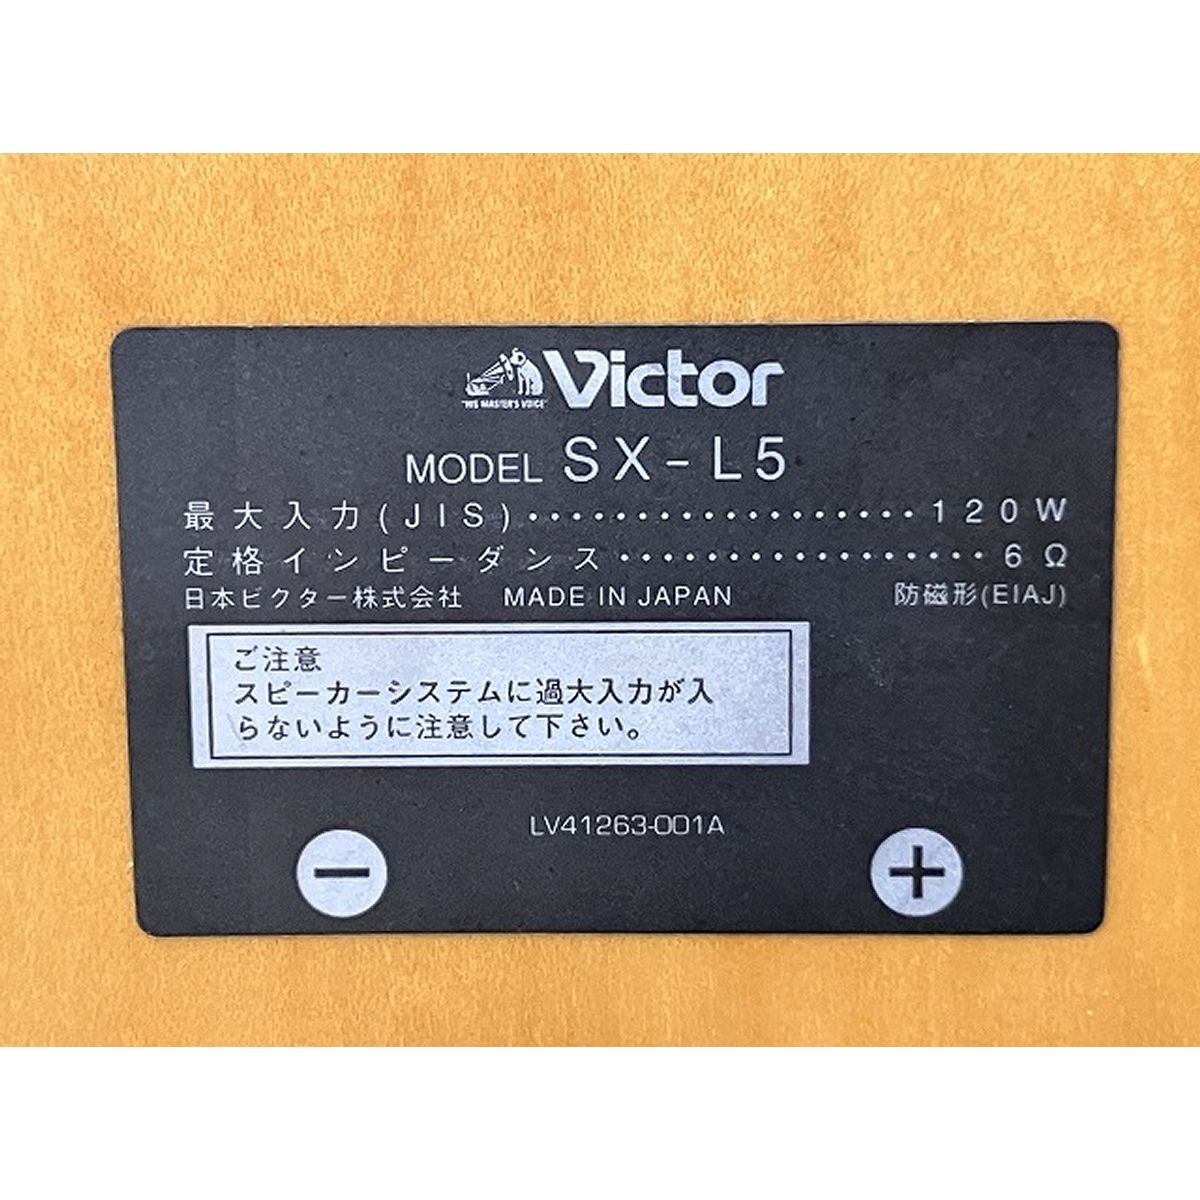 "HIS MASTER'S VOICE" Victor
MODEL SX-L5
最大入力(JIS)··················120W
定格インピーダンス·················6Ω
日本ビクター株式会社 MADE IN JAPAN 防磁形(EIAJ)
ご注意
スピーカーシステムに過大入力が入
らないように注意して下さい。
LV41263-001A
− +